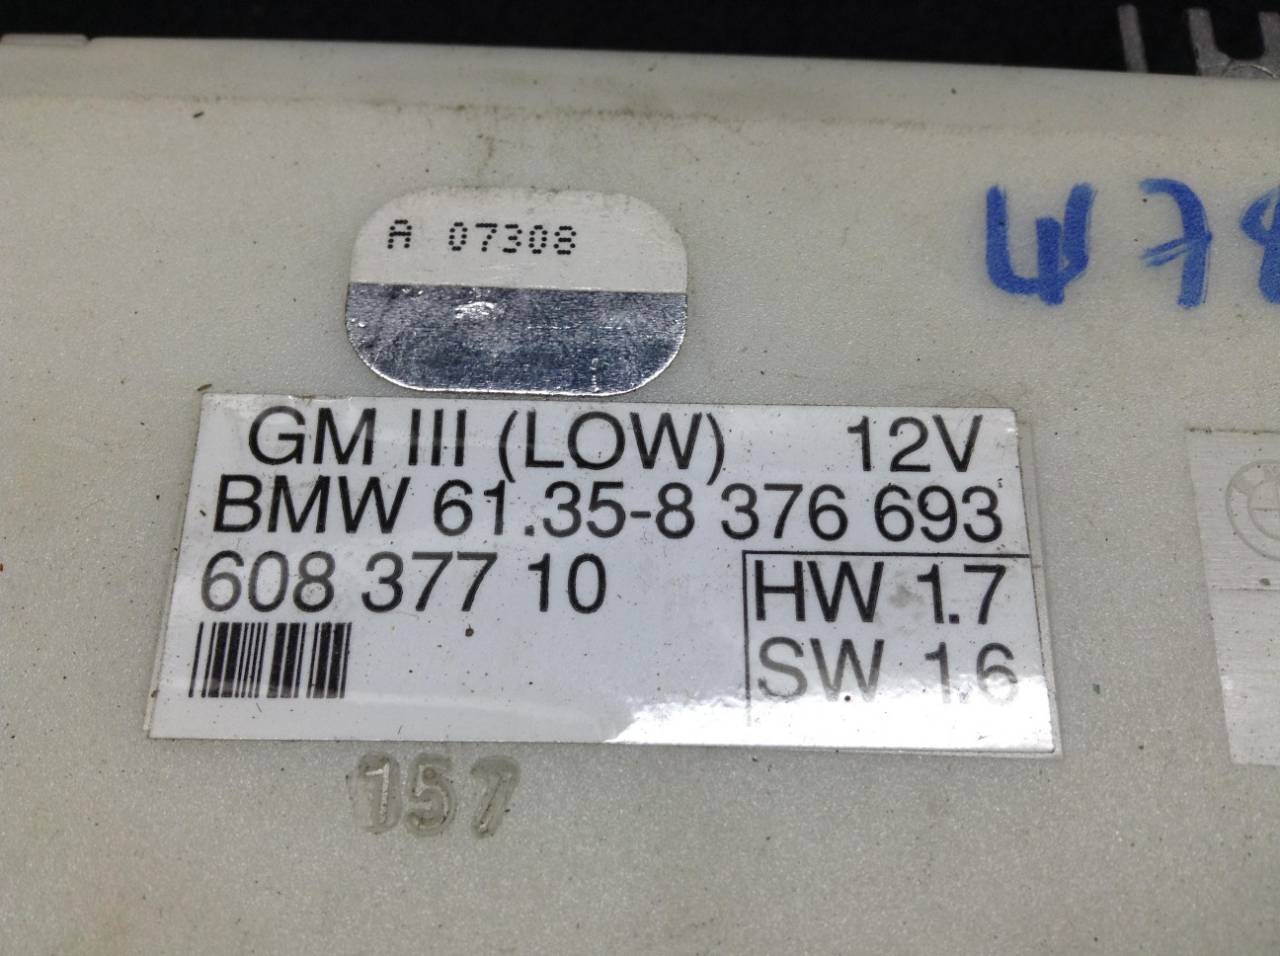 A 07308
GM III (LOW) 12V
BMW 61.35-8 376 693
608 377 10
HW 1.7
SW 1.6
157